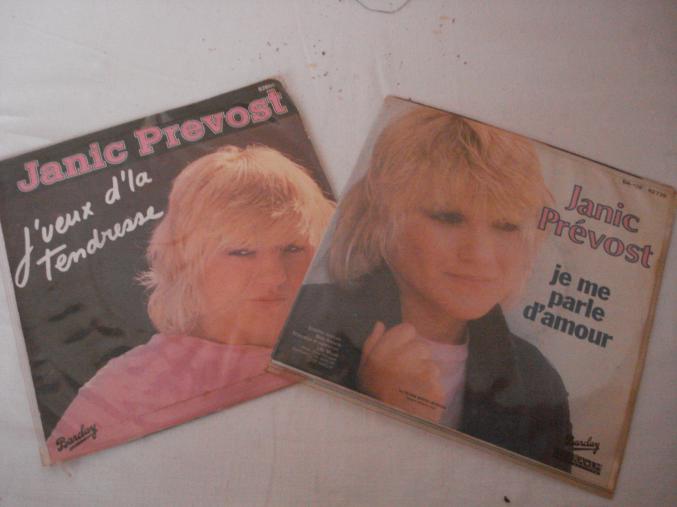 Janic Prevost
J'veux d'la
Tendresse
Barclay
Janic
Prévost
je me
parle
d'amour
Barclay